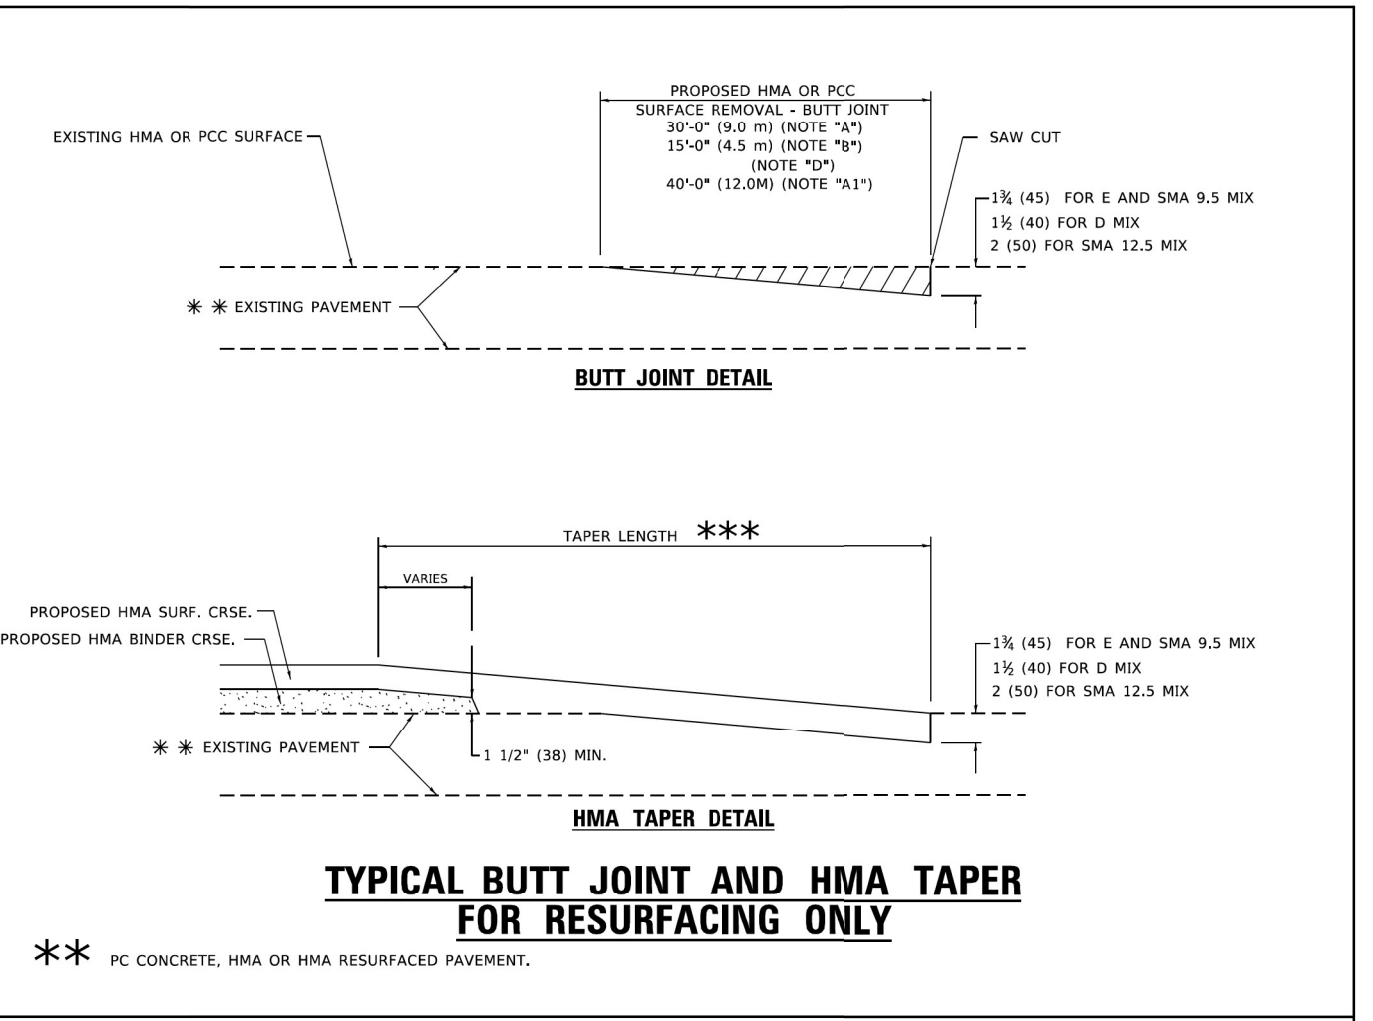 PROPOSED HMA OR PCC
SURFACE REMOVAL - BUTT JOINT
30'-0" (9.0 m) (NOTE "A")
15'-0" (4.5 m) (NOTE "B")
(NOTE "D")
40'-0" (12.0M) (NOTE "A1")
EXISTING HMA OR PCC SURFACE
SAW CUT
1¾ (45) FOR E AND SMA 9.5 MIX
1½ (40) FOR D MIX
2 (50) FOR SMA 12.5 MIX
* * EXISTING PAVEMENT
BUTT JOINT DETAIL
TAPER LENGTH ***
VARIES
PROPOSED HMA SURF. CRSE.
PROPOSED HMA BINDER CRSE.
1¾ (45) FOR E AND SMA 9.5 MIX
1½ (40) FOR D MIX
2 (50) FOR SMA 12.5 MIX
* * EXISTING PAVEMENT
1 1/2" (38) MIN.
HMA TAPER DETAIL
TYPICAL BUTT JOINT AND HMA TAPER
FOR RESURFACING ONLY
** PC CONCRETE, HMA OR HMA RESURFACED PAVEMENT.